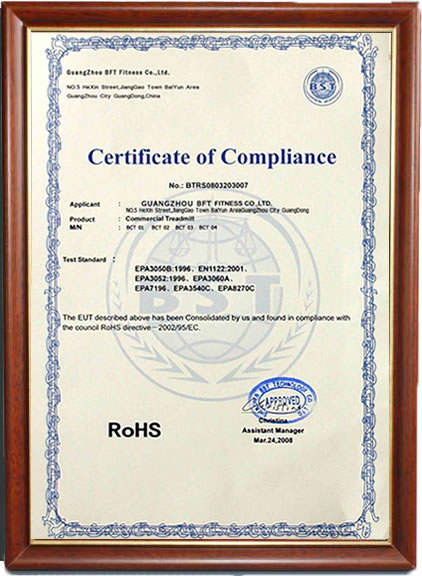 GuangZhou BFT Fitness Co.,Ltd.
NO.5 HeXin Street,JiangGao Town BaiYun Area
GuangZhou City GuangDong,China
BST
Certificate of Compliance
No.: BTRS0803203007
Applicant : GUANGZHOU BFT FITNESS CO.,LTD.
NO.5 HeXin Street,JiangGao Town BaiYun AreaGuangZhou City GuangDong
Product : Commercial Treadmill
M/N : BCT 01 BCT 02 BCT 03 BCT 04
Test Standard :
EPA3050B:1996、EN1122:2001、
EPA3052:1996、EPA3060A、
EPA7196、EPA3540C、EPA8270C
BST
The EUT described above has been Consolidated by us and found in compliance with
the council RoHS directive－2002/95/EC.
RoHS
APPROVED
Christina
Assistant Manager
Mar.24,2008